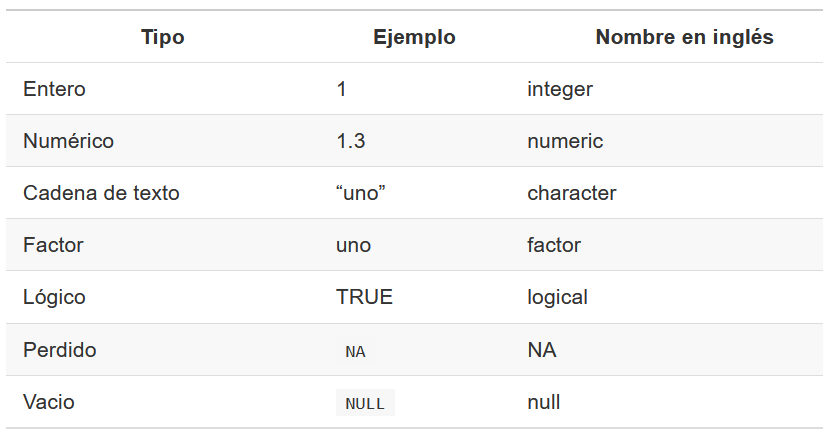 Tipo Ejemplo Nombre en inglés
Entero 1 integer
Numérico 1.3 numeric
Cadena de texto “uno” character
Factor uno factor
Lógico TRUE logical
Perdido NA NA
Vacio NULL null